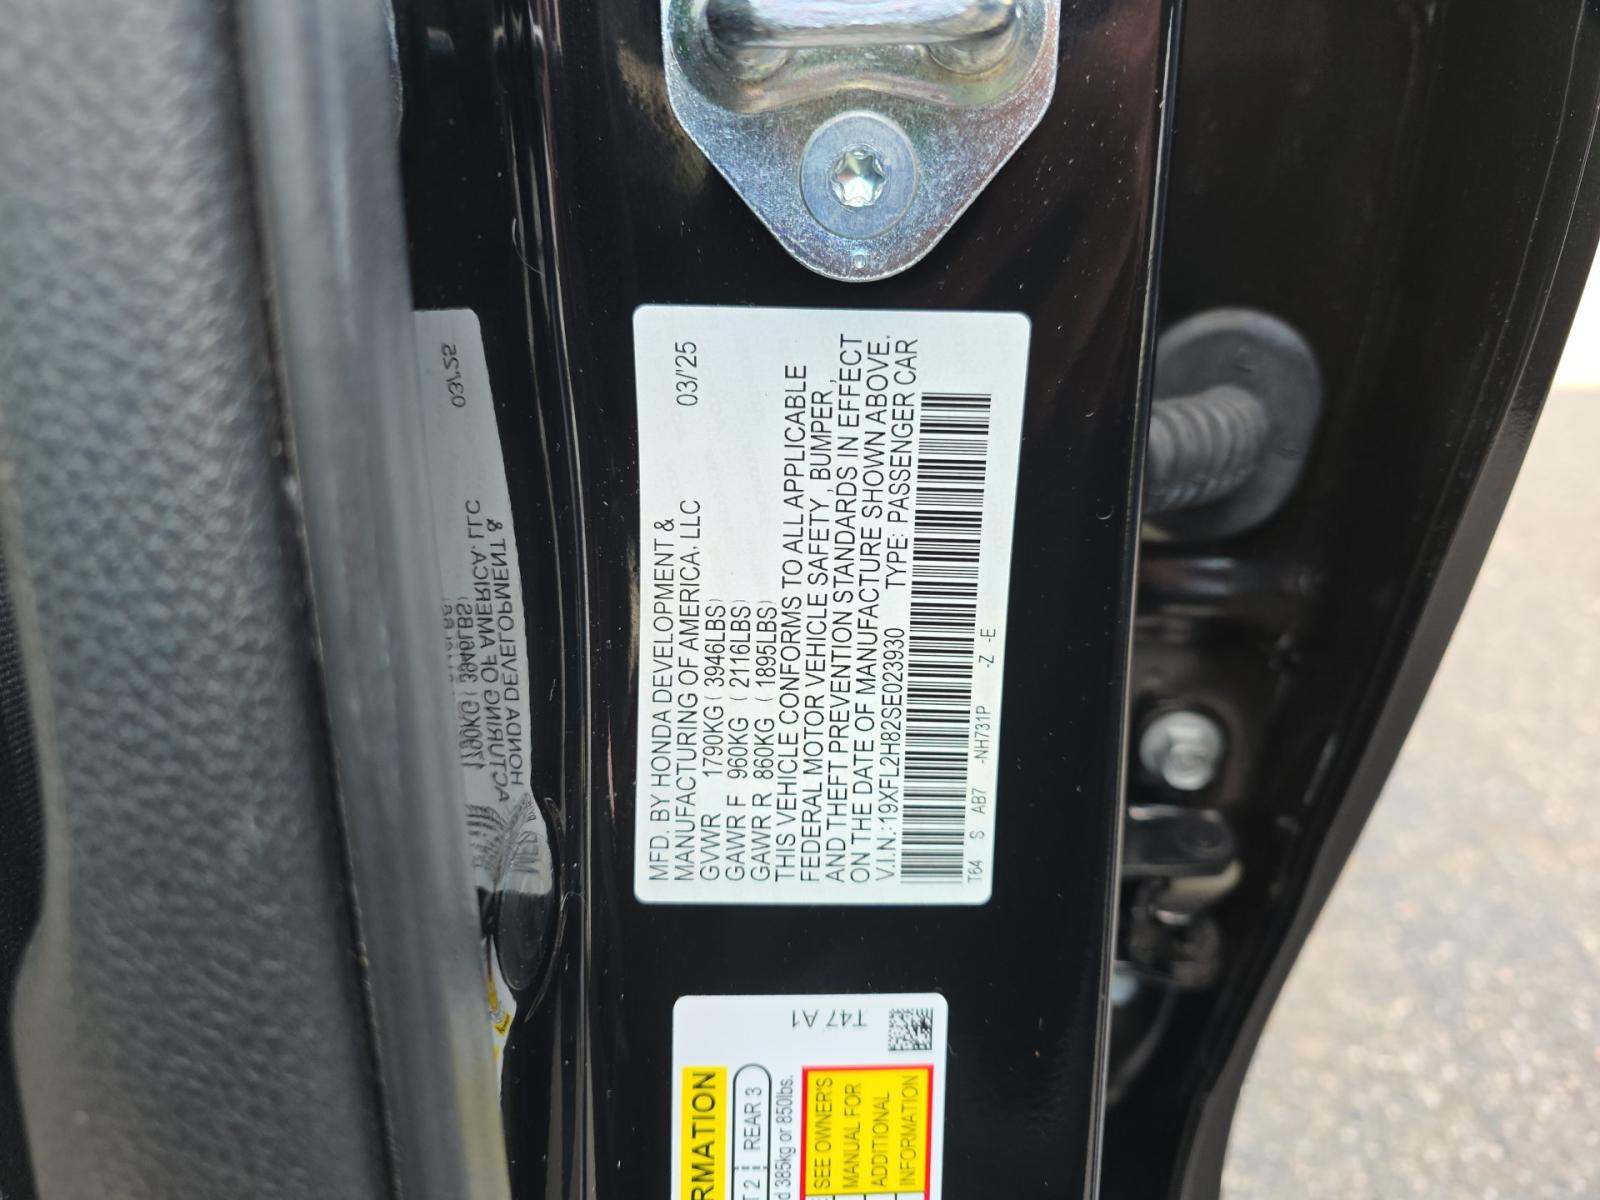 MFD. BY HONDA DEVELOPMENT &
MANUFACTURING OF AMERICA, LLC 03/'25
GVWR 1790KG ( 3946LBS)
GAWR F 960KG ( 2116LBS)
GAWR R 860KG ( 1895LBS)
THIS VEHICLE CONFORMS TO ALL APPLICABLE
FEDERAL MOTOR VEHICLE SAFETY , BUMPER ,
AND THEFT PREVENTION STANDARDS IN EFFECT
ON THE DATE OF MANUFACTURE SHOWN ABOVE.
V.I.N.:19XFL2H82SE023930 TYPE: PASSENGER CAR
T64 S AB7 -NH731P -Z -E
T47 A1
REAR 3
385kg or 850lbs.
SEE OWNER'S
MANUAL FOR
ADDITIONAL
INFORMATION